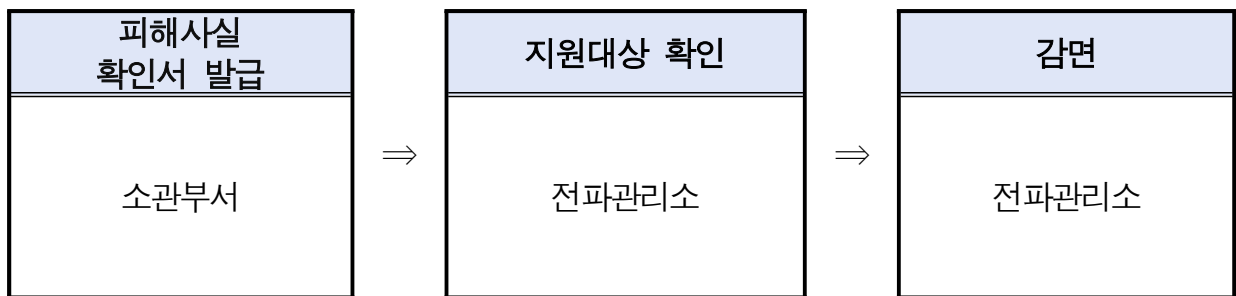 피해사실
확인서 발급
소관부서
⇒
지원대상 확인
전파관리소
⇒
감면
전파관리소